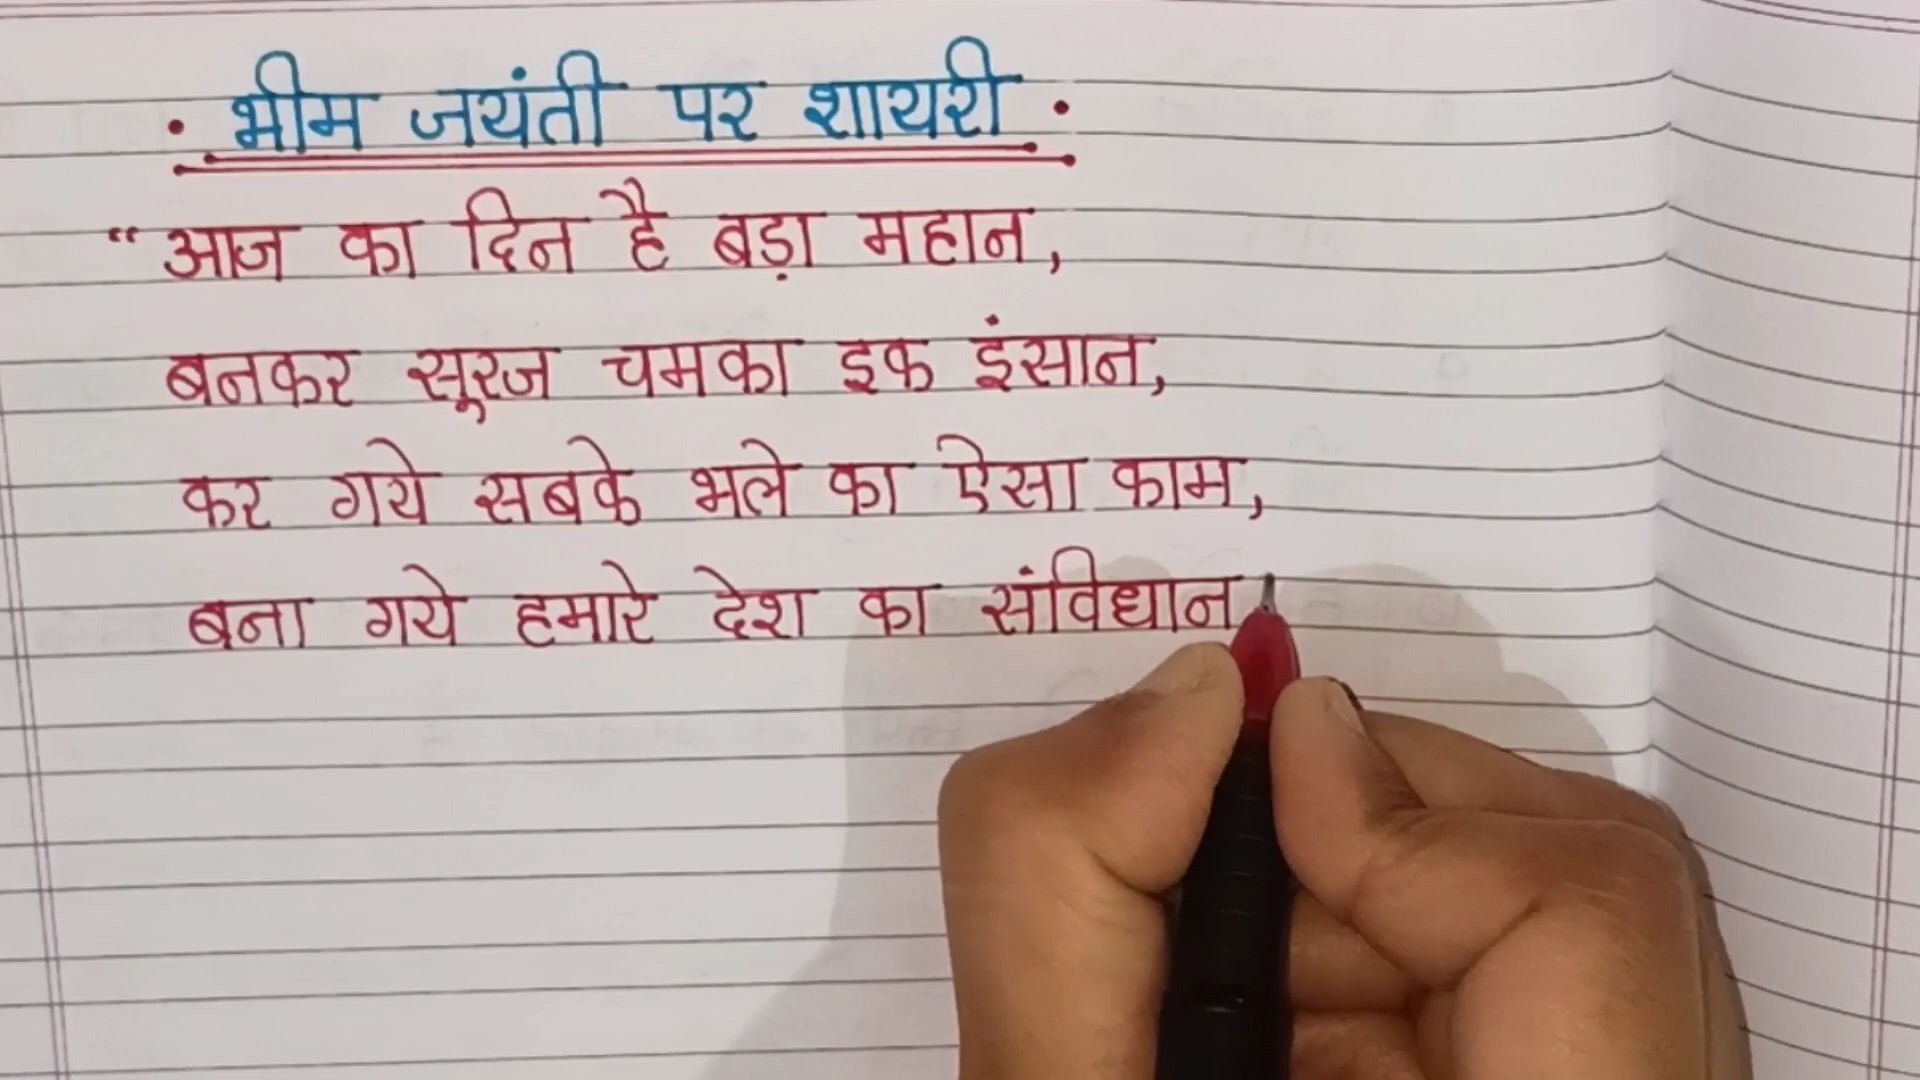 • भीम जयंती पर शायरी •
“आज का दिन है बड़ा महान,
बनकर सूरज चमका इक इंसान,
कर गये सबके भले का ऐसा काम,
बना गये हमारे देश का संविधान